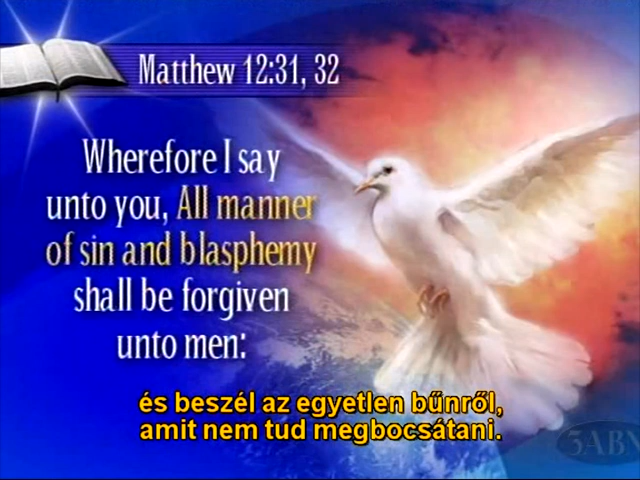 Matthew 12:31, 32
Wherefore I say
unto you, All manner
of sin and blasphemy
shall be forgiven
unto men:
és beszél az egyetlen bűnről,
amit nem tud megbocsátani.
3ABN